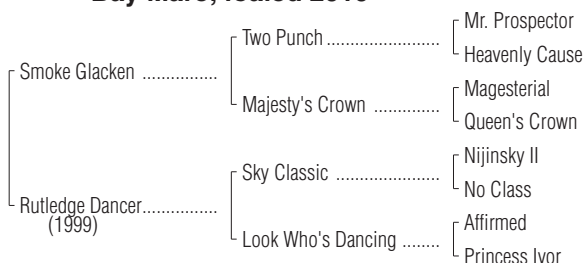 Bay Mare; foaled
Mr. Prospector
Two Punch ........................
Heavenly Cause
Smoke Glacken ................
Magesterial
Majesty's Crown ..............
Queen's Crown
Nijinsky II
Sky Classic ......................
No Class
Rutledge Dancer................
(1999)
Affirmed
Look Who's Dancing ........
Princess Ivor